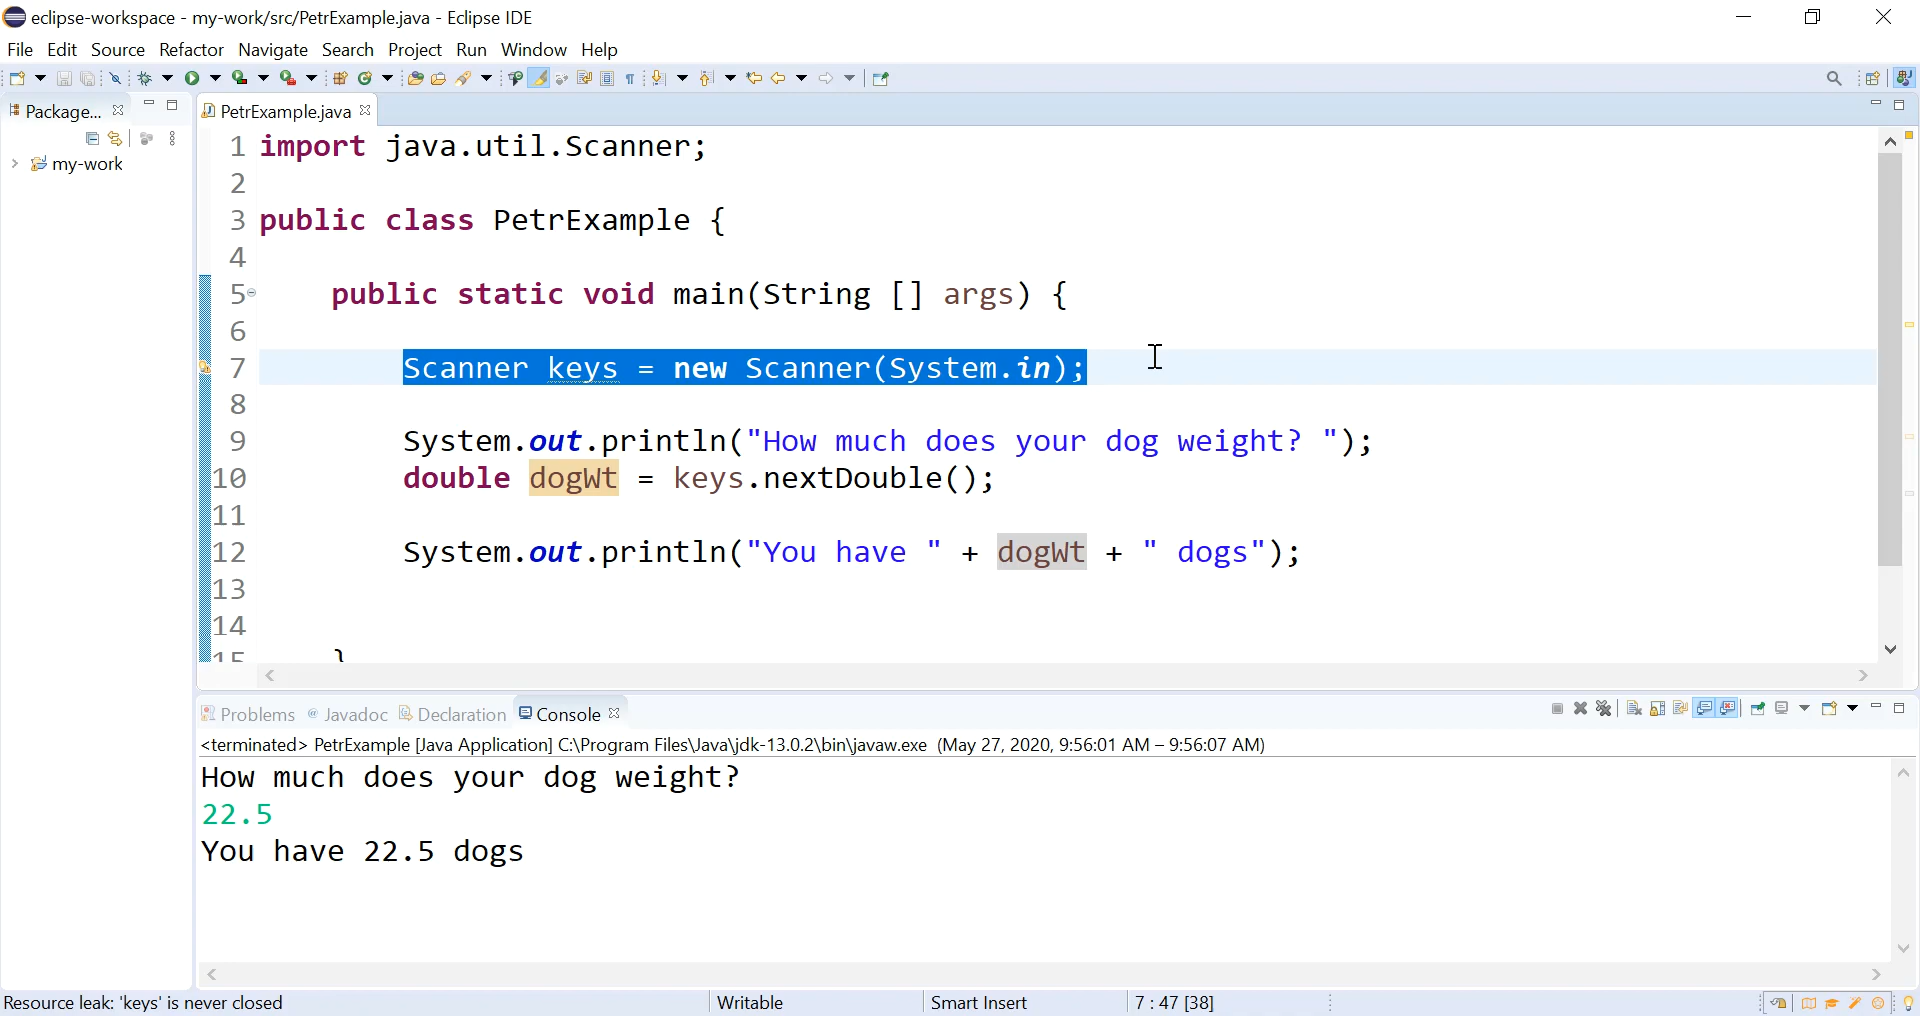 eclipse-workspace - my-work/src/PetrExample.java - Eclipse IDE
File Edit Source Refactor Navigate Search Project Run Window Help
Package...
PetrExample.java
my-work
1 import java.util.Scanner;
2
3 public class PetrExample {
4
5 public static void main(String [] args) {
6
7 Scanner keys = new Scanner(System.in);
8
9 System.out.println("How much does your dog weight? ");
10 double dogWt = keys.nextDouble();
11
12 System.out.println("You have " + dogWt + " dogs");
13
14
15 }
Problems Javadoc Declaration Console
<terminated> PetrExample [Java Application] C:\Program Files\Java\jdk-13.0.2\bin\javaw.exe (May 27, 2020, 9:56:01 AM – 9:56:07 AM)
How much does your dog weight?
22.5
You have 22.5 dogs
Resource leak: 'keys' is never closed Writable Smart Insert 7 : 47 [38]